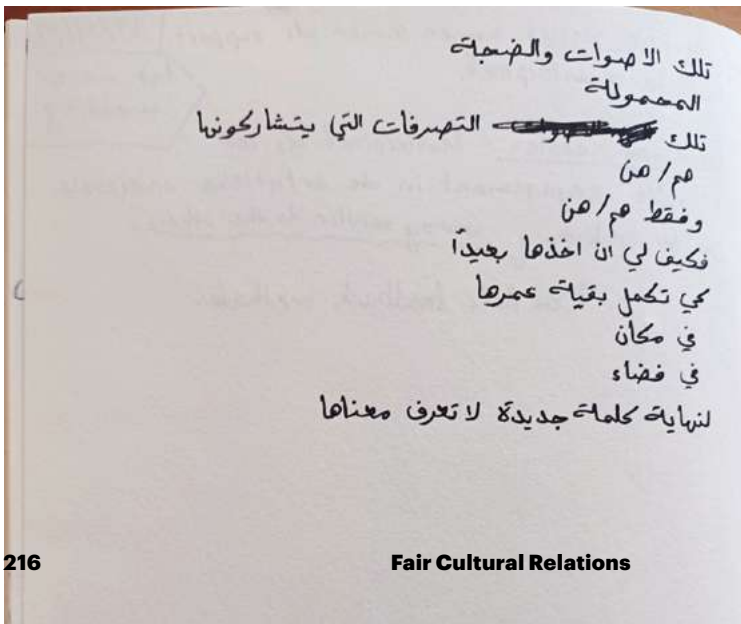 تلك الاصوات والضجة
المحمولة
تلك التصرفات التي يتشاركونها
هم/هن
وفقط هم/هن
فكيف لي ان اخذها بعيداً
كي تكمل بقية عمرها
في مكان
في فضاء
لنهاية كلمة جديدة لا تعرف معناها
216
Fair Cultural Relations